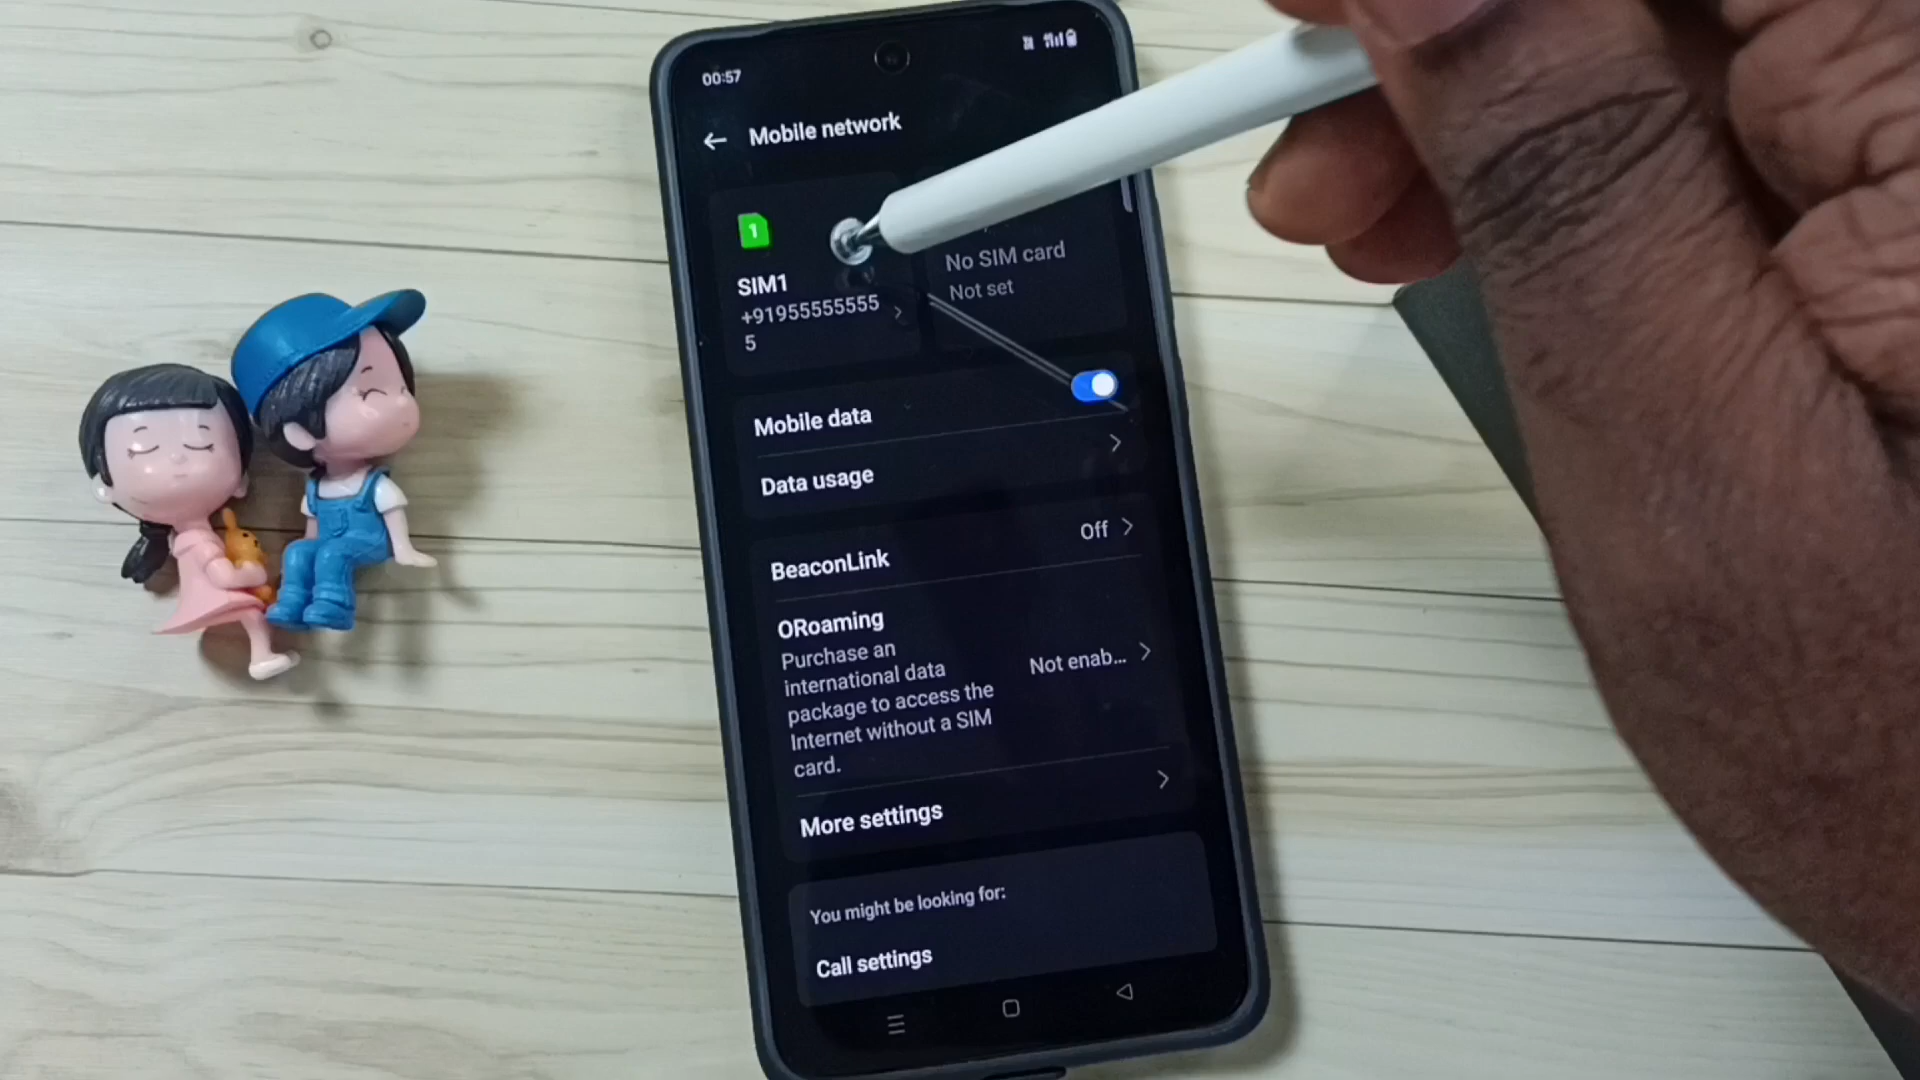 00:57
Mobile network
1
SIM1
+91955555555
5
No SIM card
Not set
Mobile data
Data usage
BeaconLink
Off
ORoaming
Purchase an
international data
package to access the
Internet without a SIM
card.
Not enab...
More settings
You might be looking for:
Call settings